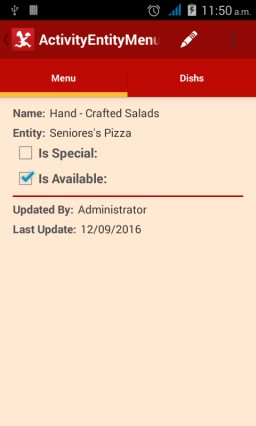 11:50 a.m.
ActivityEntityMenu
Menu
Dishs
Name: Hand - Crafted Salads
Entity: Seniores's Pizza
Is Special:
Is Available:
Updated By: Administrator
Last Update: 12/09/2016